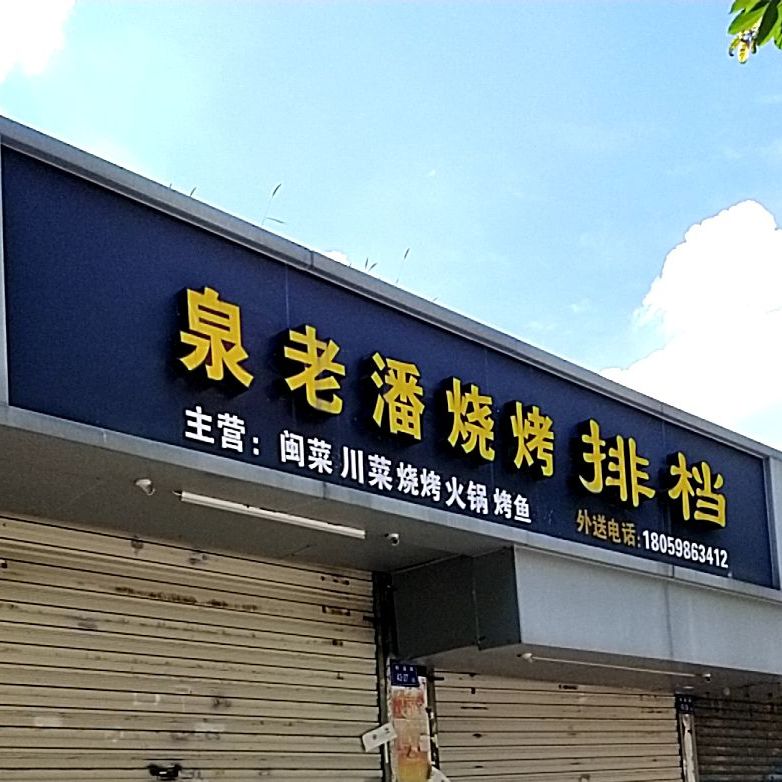 泉老潘烧烤排档
主营：闽菜 川菜 烧烤 火锅 烤鱼
外送电话:18059863412